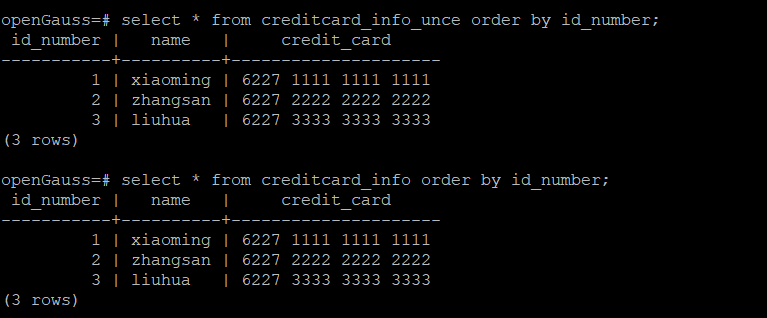 openGauss=# select * from creditcard_info_unce order by id_number;
 id_number |   name   |     credit_card
-----------+----------+---------------------
         1 | xiaoming | 6227 1111 1111 1111
         2 | zhangsan | 6227 2222 2222 2222
         3 | liuhua   | 6227 3333 3333 3333
(3 rows)
openGauss=# select * from creditcard_info order by id_number;
 id_number |   name   |     credit_card
-----------+----------+---------------------
         1 | xiaoming | 6227 1111 1111 1111
         2 | zhangsan | 6227 2222 2222 2222
         3 | liuhua   | 6227 3333 3333 3333
(3 rows)